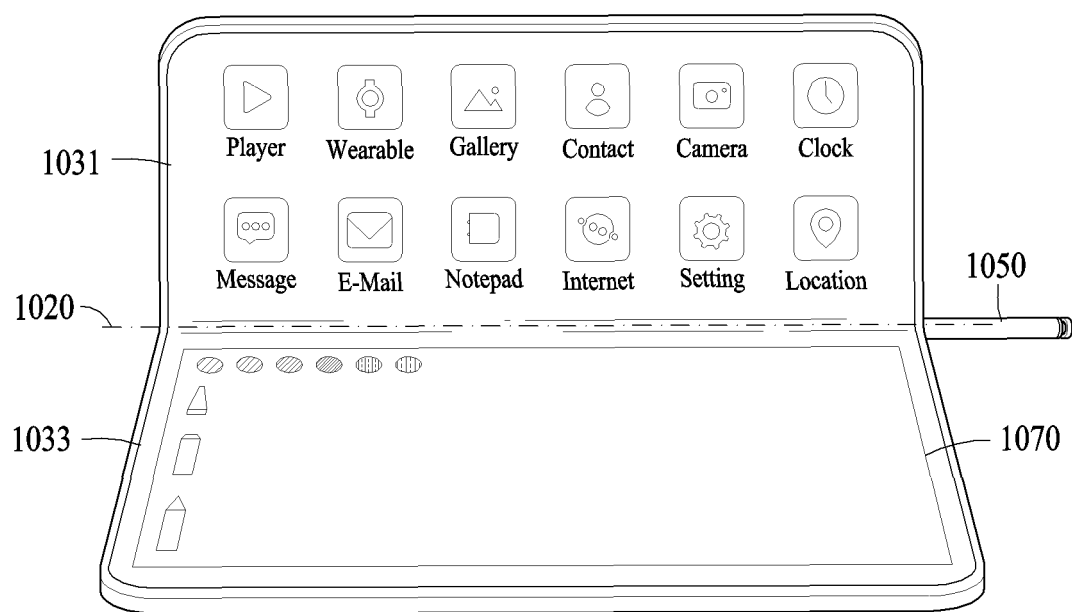 Player Wearable Gallery Contact Camera Clock
1031
Message E-Mail Notepad Internet Setting Location
1050
1020
1033
1070